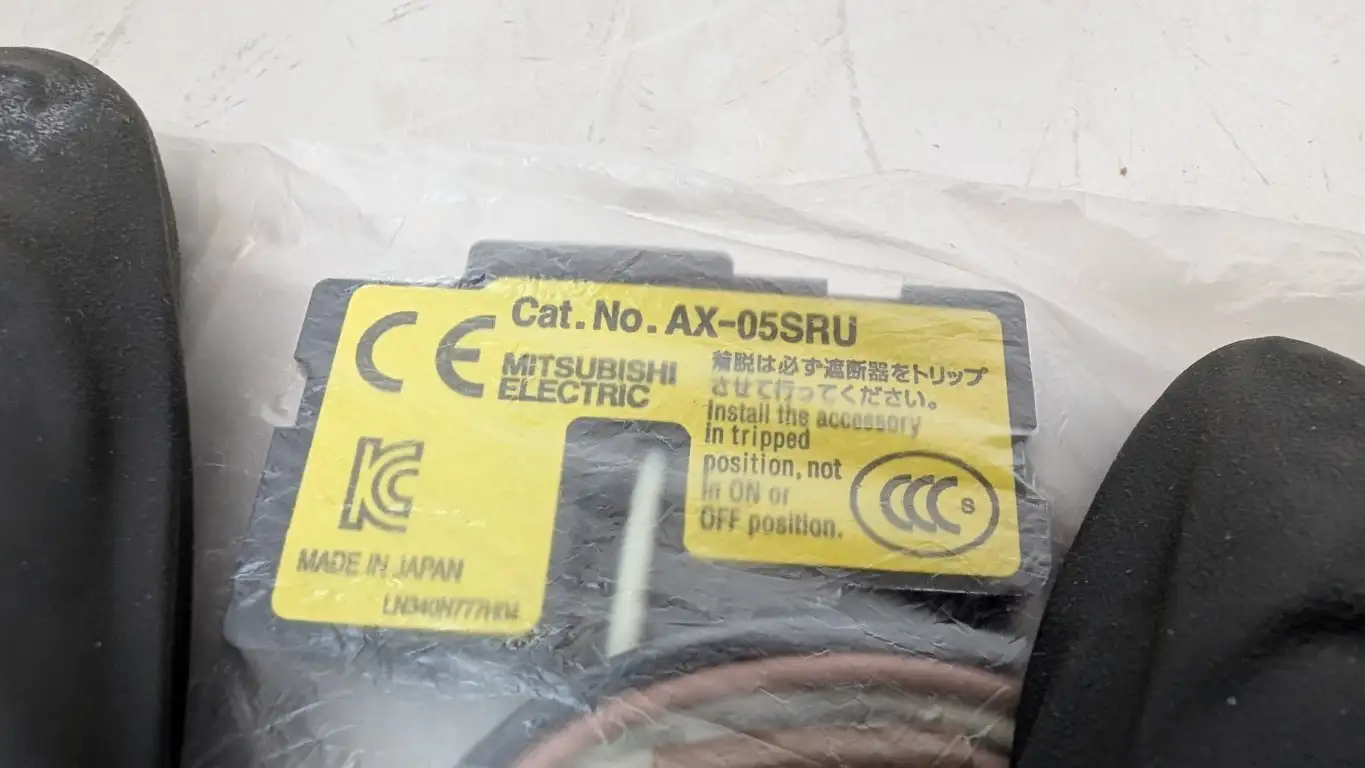 Cat. No. AX-05SRU
CE
MITSUBISHI
ELECTRIC
着脱は必ず遮断器をトリップ
させて行ってください。
Install the accessory
in tripped
position, not
in ON or
OFF position.
KC
CCC S
MADE IN JAPAN